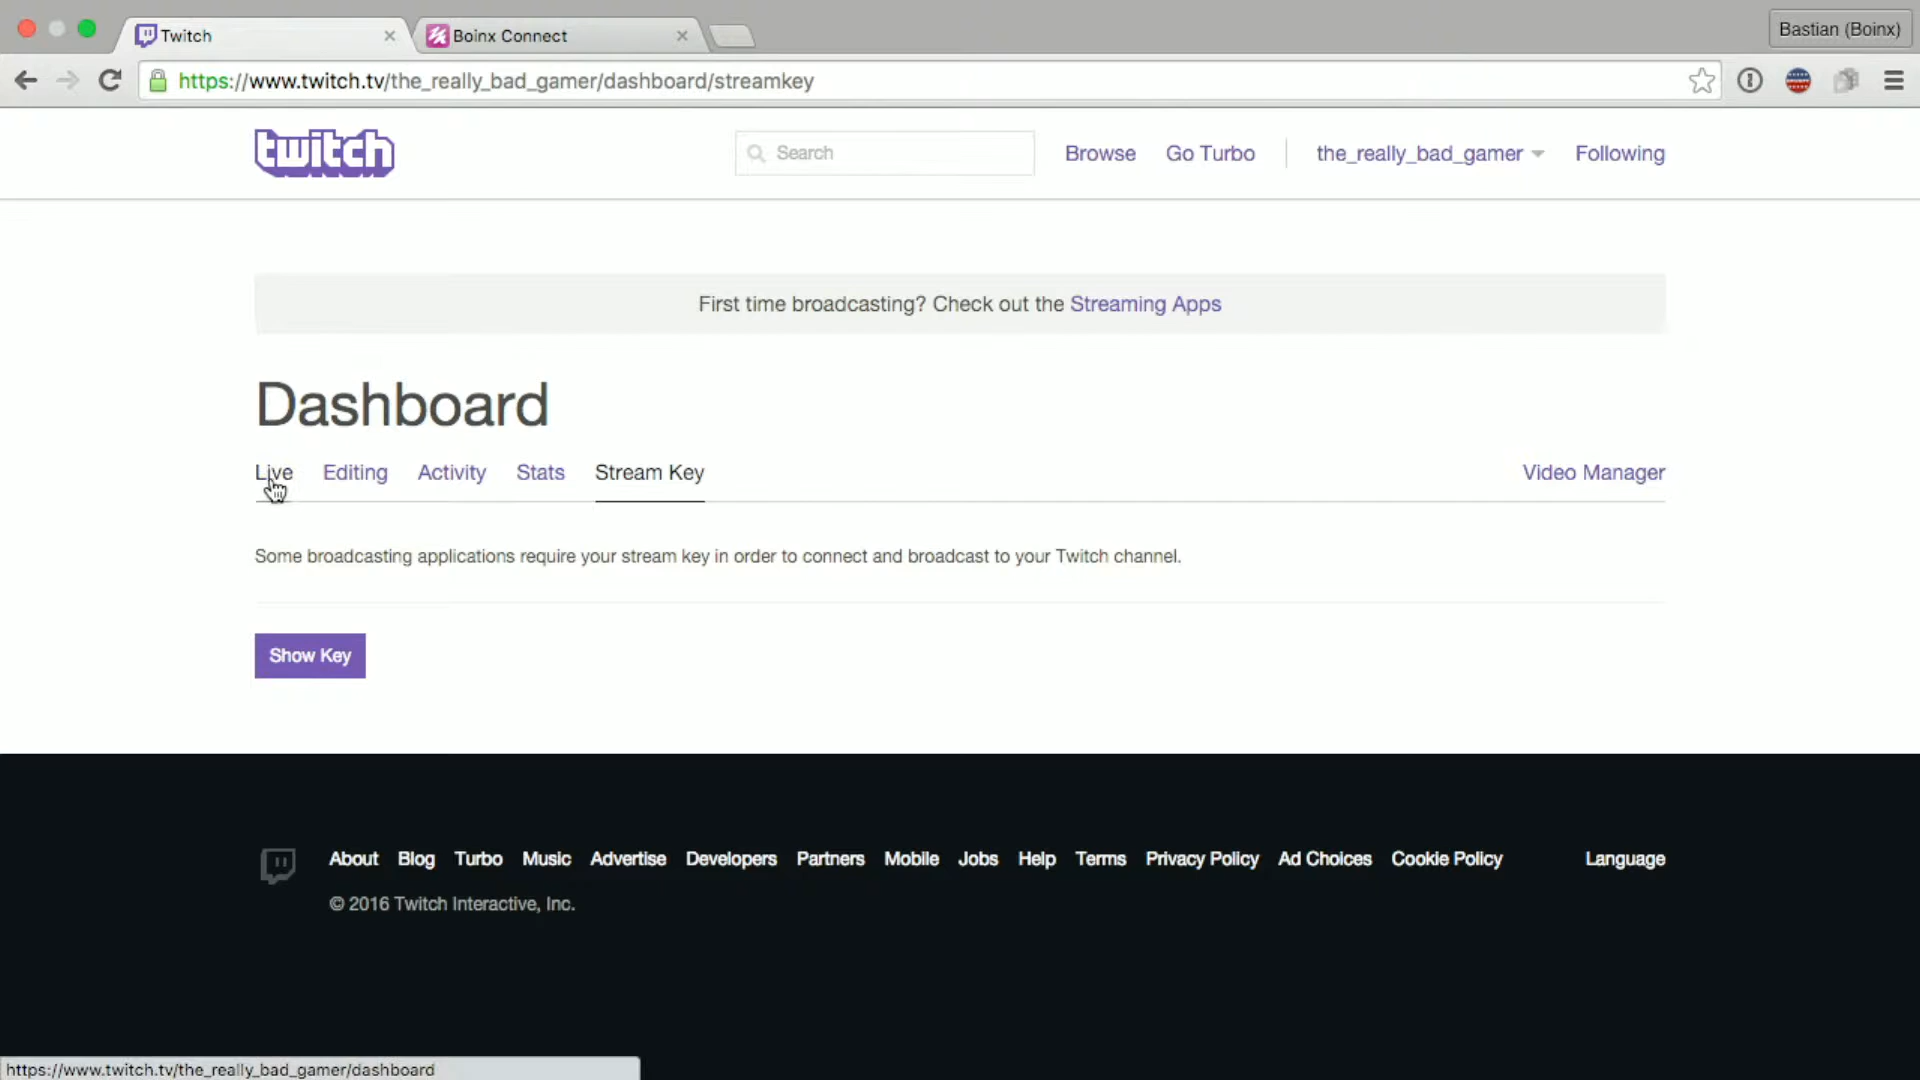 Twitch
Boinx Connect
Bastian (Boinx)
https://www.twitch.tv/the_really_bad_gamer/dashboard/streamkey
twitch
Search
Browse
Go Turbo
the_really_bad_gamer
Following
First time broadcasting? Check out the Streaming Apps
Dashboard
Live
Editing
Activity
Stats
Stream Key
Video Manager
Some broadcasting applications require your stream key in order to connect and broadcast to your Twitch channel.
Show Key
About Blog Turbo Music Advertise Developers Partners Mobile Jobs Help Terms Privacy Policy Ad Choices Cookie Policy
Language
© 2016 Twitch Interactive, Inc.
https://www.twitch.tv/the_really_bad_gamer/dashboard